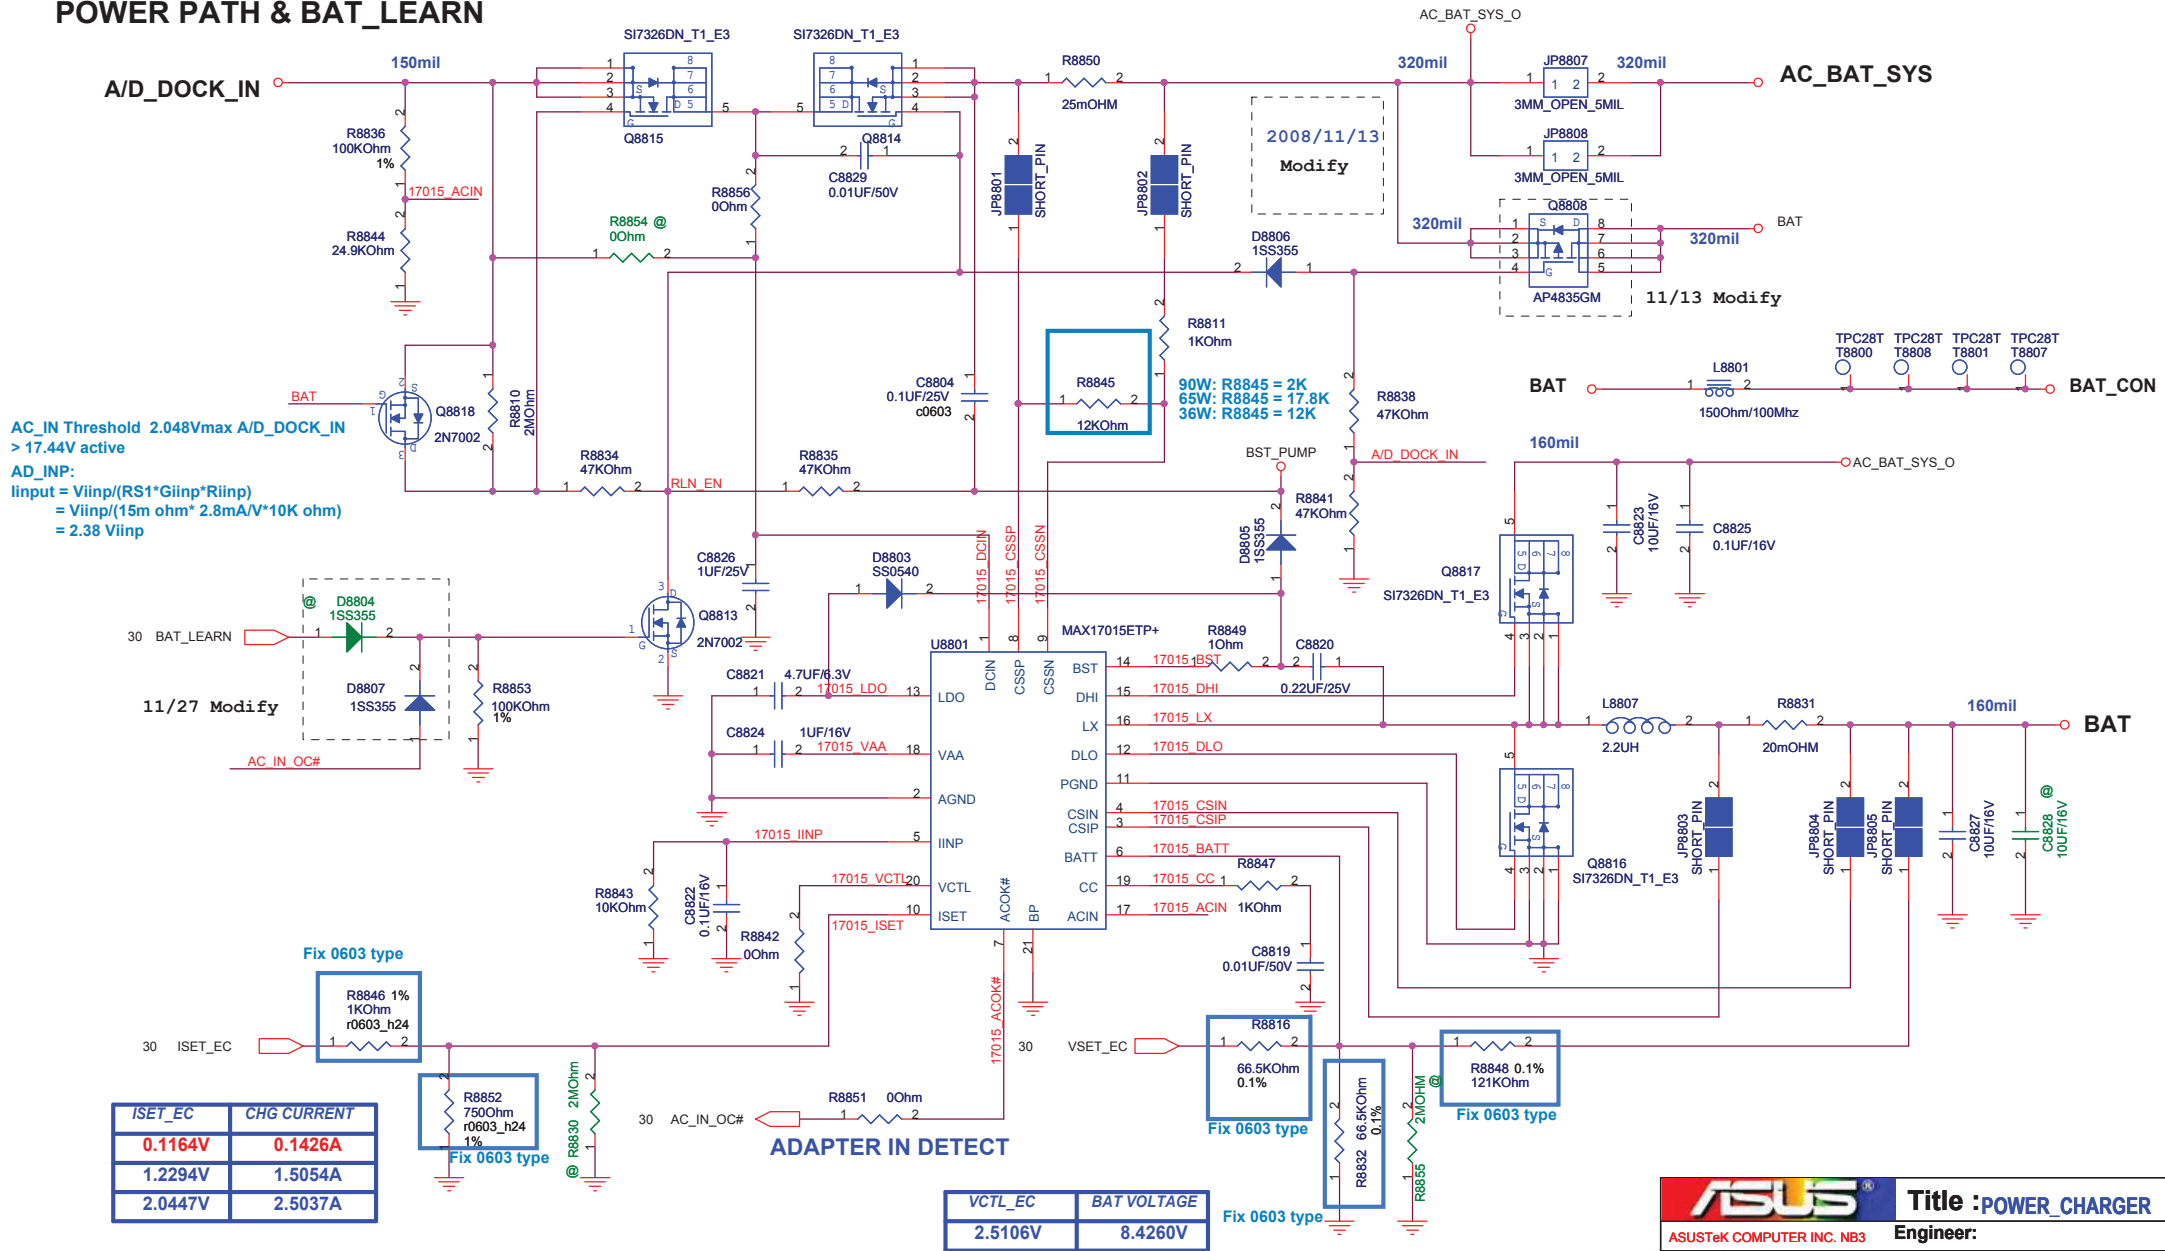 POWER PATH & BAT_LEARN
A/D_DOCK_IN
150mil
SI7326DN_T1_E3
Q8815
SI7326DN_T1_E3
Q8814
R8850
25mOHM
AC_BAT_SYS_O
320mil
JP8807
3MM_OPEN_5MIL
320mil
AC_BAT_SYS
JP8808
3MM_OPEN_5MIL
2008/11/13
Modify
R8836
100KOhm
1%
17015_ACIN
R8844
24.9KOhm
C8829
0.01UF/50V
R8856
0Ohm
R8854 @
0Ohm
JP8801
SHORT_PIN
JP8802
SHORT_PIN
D8806
1SS355
320mil
Q8808
AP4835GM
BAT
320mil
11/13 Modify
R8811
1KOhm
BAT
Q8818
2N7002
R8810
2MOhm
C8804
0.1UF/25V
c0603
R8845
12KOhm
90W: R8845 = 2K
65W: R8845 = 17.8K
36W: R8845 = 12K
R8838
47KOhm
BAT
L8801
150Ohm/100Mhz
TPC28T
T8800
TPC28T
T8808
TPC28T
T8801
TPC28T
T8807
BAT_CON
AC_IN Threshold 2.048Vmax A/D_DOCK_IN
> 17.44V active
AD_INP:
Iinput = Viinp/(RS1*Giinp*Riinp)
= Viinp/(15m ohm* 2.8mA/V*10K ohm)
= 2.38 Viinp
R8834
47KOhm
RLN_EN
R8835
47KOhm
BST_PUMP
A/D_DOCK_IN
R8841
47KOhm
D8805
1SS355
160mil
AC_BAT_SYS_O
C8823
10UF/16V
C8825
0.1UF/16V
Q8817
SI7326DN_T1_E3
C8826
1UF/25V
D8803
SS0540
17015_DCIN
17015_CSSP
17015_CSSN
@ D8804
1SS355
30 BAT_LEARN
D8807
1SS355
11/27 Modify
R8853
100KOhm
1%
AC_IN_OC#
Q8813
2N7002
U8801
MAX17015ETP+
DCIN
CSSP
CSSN
LDO
VAA
AGND
IINP
VCTL
ISET
ACOK#
BP
BST
DHI
LX
DLO
PGND
CSIN
CSIP
BATT
CC
ACIN
C8821 4.7UF/6.3V
17015_LDO
C8824 1UF/16V
17015_VAA
17015_IINP
17015_VCTL
17015_ISET
17015_BST
17015_DHI
17015_LX
17015_DLO
17015_CSIN
17015_CSIP
17015_BATT
17015_CC
17015_ACIN
R8849
1Ohm
C8820
0.22UF/25V
L8807
2.2UH
R8831
20mOHM
160mil
BAT
Q8816
SI7326DN_T1_E3
JP8803
SHORT_PIN
JP8804
SHORT_PIN
JP8805
SHORT_PIN
C8827
10UF/16V
C8828
10UF/16V
@
R8847
1KOhm
C8819
0.01UF/50V
R8843
10KOhm
C8822
0.1UF/16V
R8842
0Ohm
17015_ACOK#
Fix 0603 type
R8846 1%
1KOhm
r0603_h24
30 ISET_EC
R8852
750Ohm
r0603_h24
1%
Fix 0603 type
@ R8830 2MOhm
R8851 0Ohm
30 AC_IN_OC#
ADAPTER IN DETECT
30 VSET_EC
R8816
66.5KOhm
0.1%
Fix 0603 type
R8832 66.5KOhm
0.1%
Fix 0603 type
R8855 2MOHM @
R8848 0.1%
121KOhm
Fix 0603 type
ISET_EC CHG CURRENT
0.1164V 0.1426A
1.2294V 1.5054A
2.0447V 2.5037A
VCTL_EC BAT VOLTAGE
2.5106V 8.4260V
ASUS®
Title : POWER_CHARGER
ASUSTeK COMPUTER INC. NB3
Engineer: